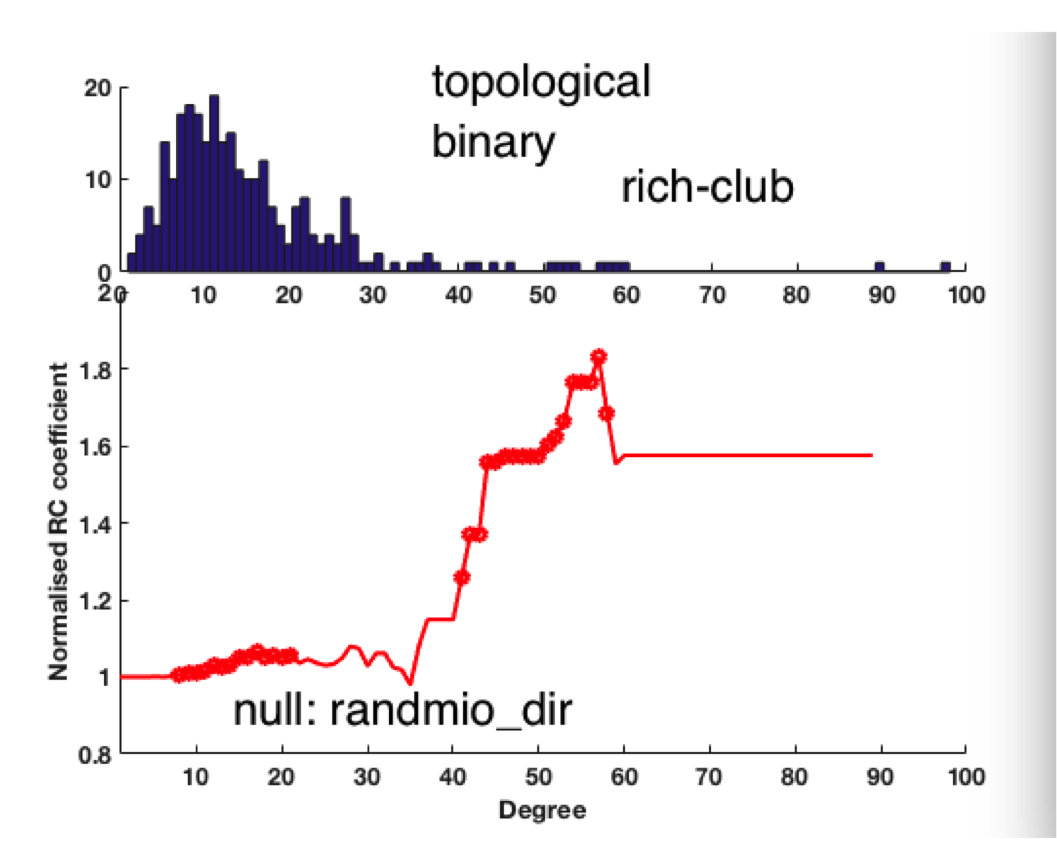 topological
binary
rich-club
20
10
0
0 10 20 30 40 50 60 70 80 90 100
2
1.8
1.6
1.4
1.2
1
0.8
Normalised RC coefficient
null: randmio_dir
10 20 30 40 50 60 70 80 90 100
Degree